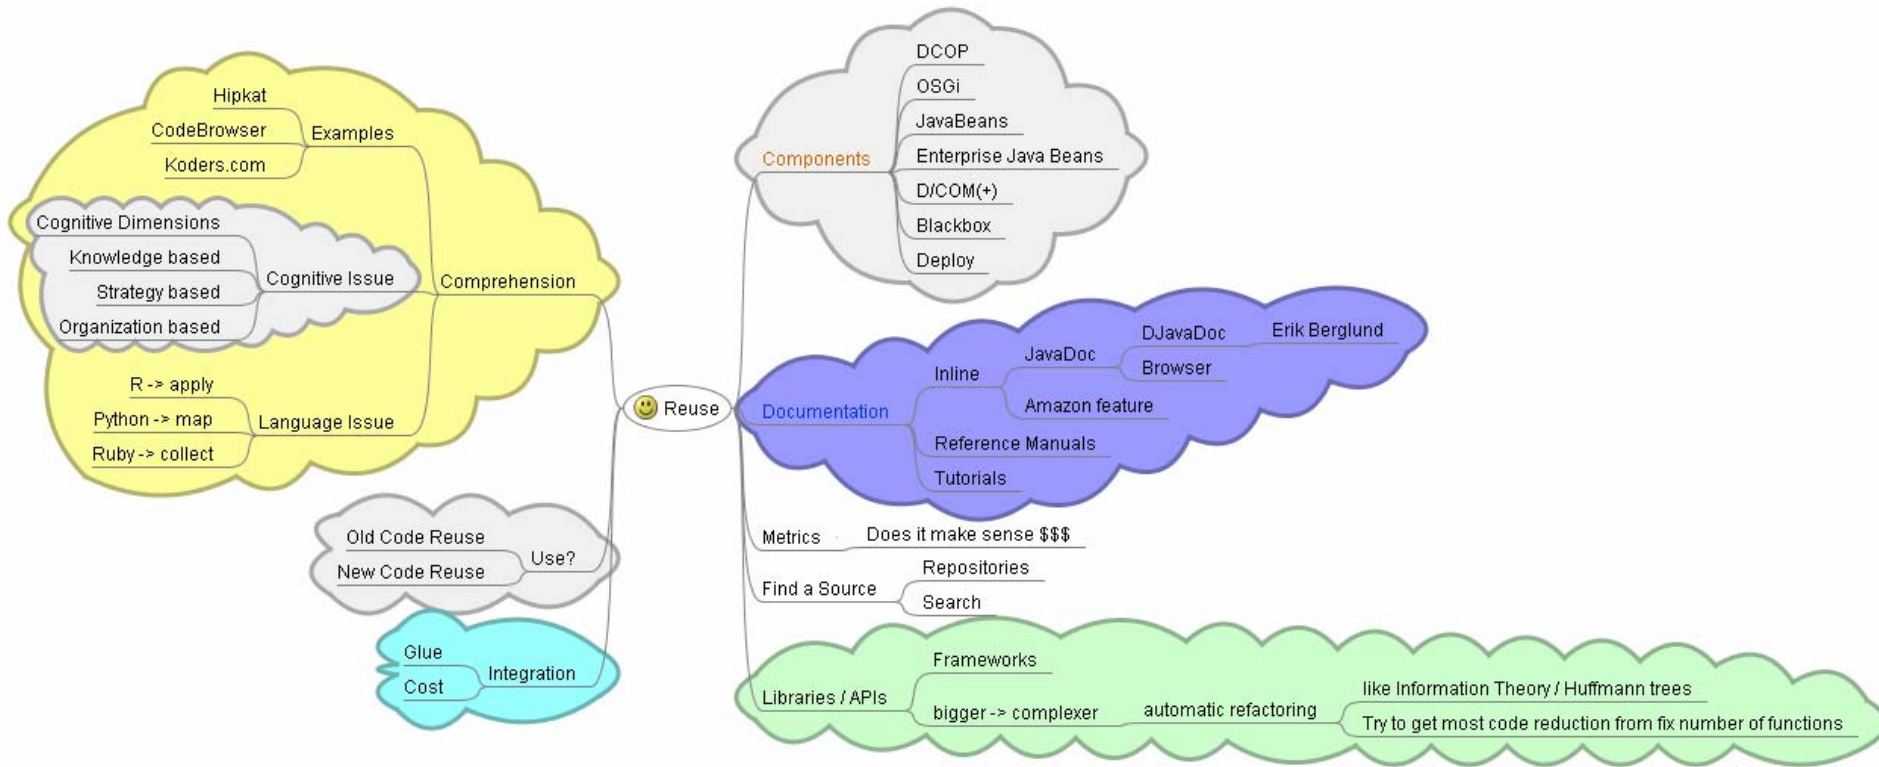 Reuse
Comprehension
Examples
Hipkat
CodeBrowser
Koders.com
Cognitive Issue
Cognitive Dimensions
Knowledge based
Strategy based
Organization based
Language Issue
R -> apply
Python -> map
Ruby -> collect
Use?
Old Code Reuse
New Code Reuse
Integration
Glue
Cost
Components
DCOP
OSGi
JavaBeans
Enterprise Java Beans
D/COM(+)
Blackbox
Deploy
Documentation
Inline
JavaDoc
DJavaDoc
Erik Berglund
Browser
Amazon feature
Reference Manuals
Tutorials
Metrics
Does it make sense $$$
Find a Source
Repositories
Search
Libraries / APIs
Frameworks
bigger -> complexer
automatic refactoring
like Information Theory / Huffmann trees
Try to get most code reduction from fix number of functions